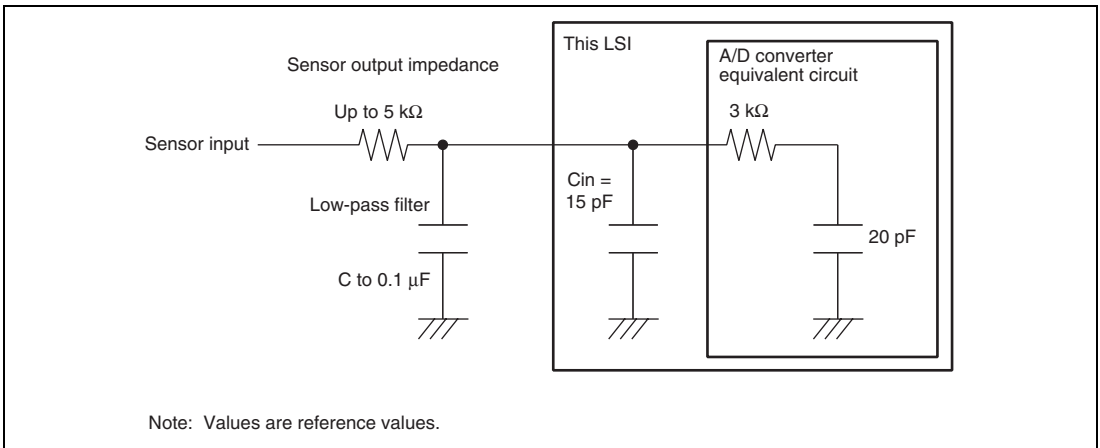 This LSI
A/D converter
equivalent circuit
Sensor output impedance
Up to 5 kΩ
3 kΩ
Sensor input
Cin =
15 pF
Low-pass filter
20 pF
C to 0.1 μF
Note: Values are reference values.